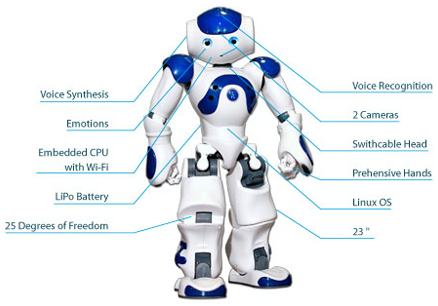 Voice Synthesis
Emotions
Embedded CPU
with Wi-Fi
LiPo Battery
25 Degrees of Freedom
Voice Recognition
2 Cameras
Swithcable Head
Prehensive Hands
Linux OS
23 "